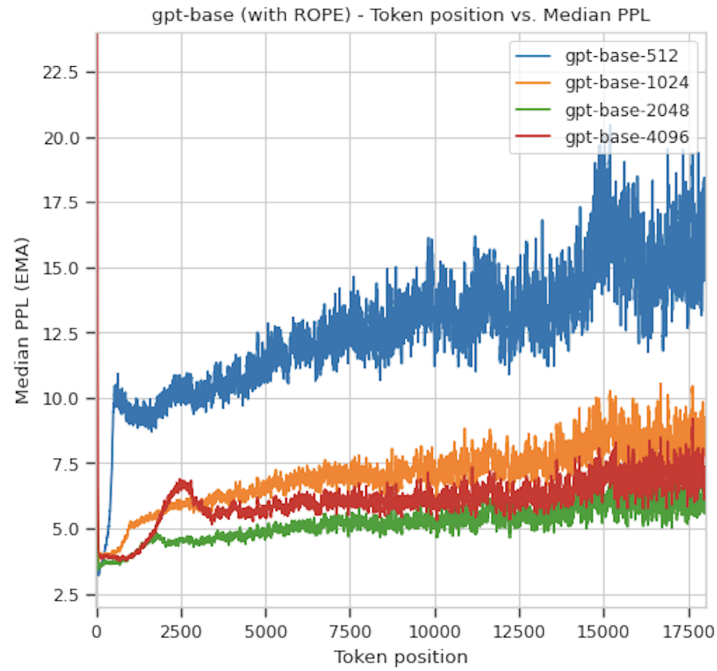 gpt-base (with ROPE) - Token position vs. Median PPL
gpt-base-512
gpt-base-1024
gpt-base-2048
gpt-base-4096
22.5
20.0
17.5
15.0
12.5
10.0
7.5
5.0
2.5
Median PPL (EMA)
0 2500 5000 7500 10000 12500 15000 17500
Token position